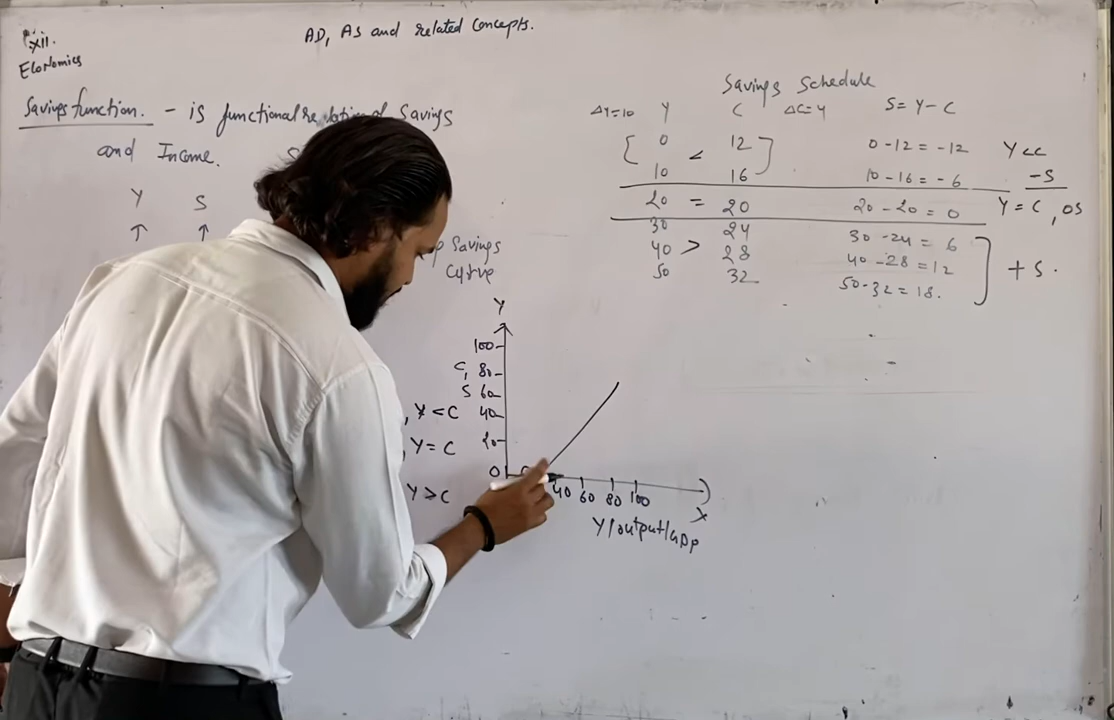 xii.
Economics
AD, AS and related Concepts.
Savings function. - is functional Savings
and Income.
Y S
↑ ↑
Savings
Curve
Y
100
C, 80
S 60
, Y < C 40
, Y = C 20
0
Y > C
40 60 80 100
X
Y/output/GDP
Savings Schedule
ΔY=10 Y C ΔC=4 S= Y-C
0 < 12 0-12 = -12 Y<C
10 16 10-16 = -6 -S
20 = 20 20-20 = 0 Y = C, 0S
30 24 30-24 = 6
40 > 28 40-28 = 12 + S.
50 32 50-32 = 18.